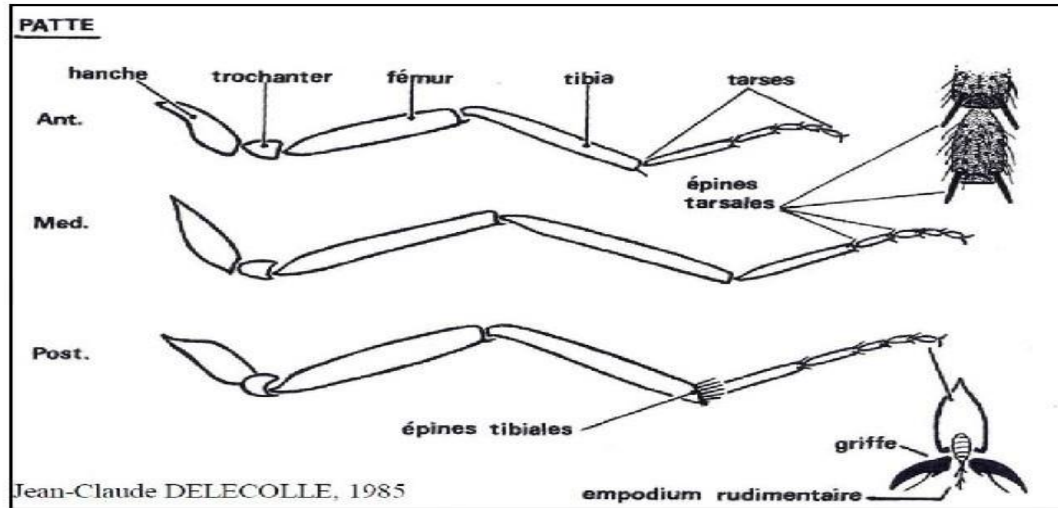 PATTE
hanche trochanter fémur tibia tarses
Ant.
épines
tarsales
Med.
Post.
épines tibiales
griffe
Jean-Claude DELECOLLE, 1985
empodium rudimentaire